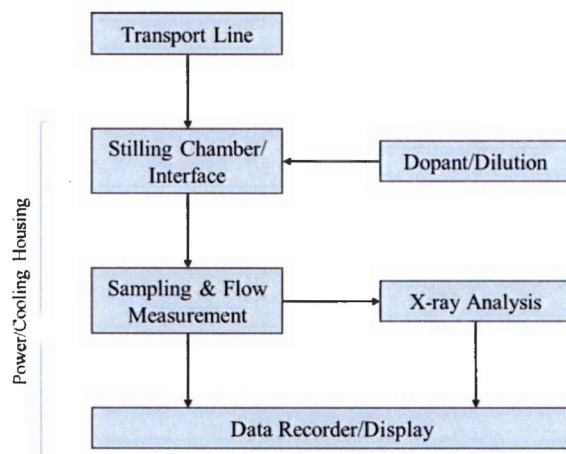 Transport Line
Stilling Chamber/
Interface
Dopant/Dilution
Sampling & Flow
Measurement
X-ray Analysis
Data Recorder/Display
Power/Cooling Housing